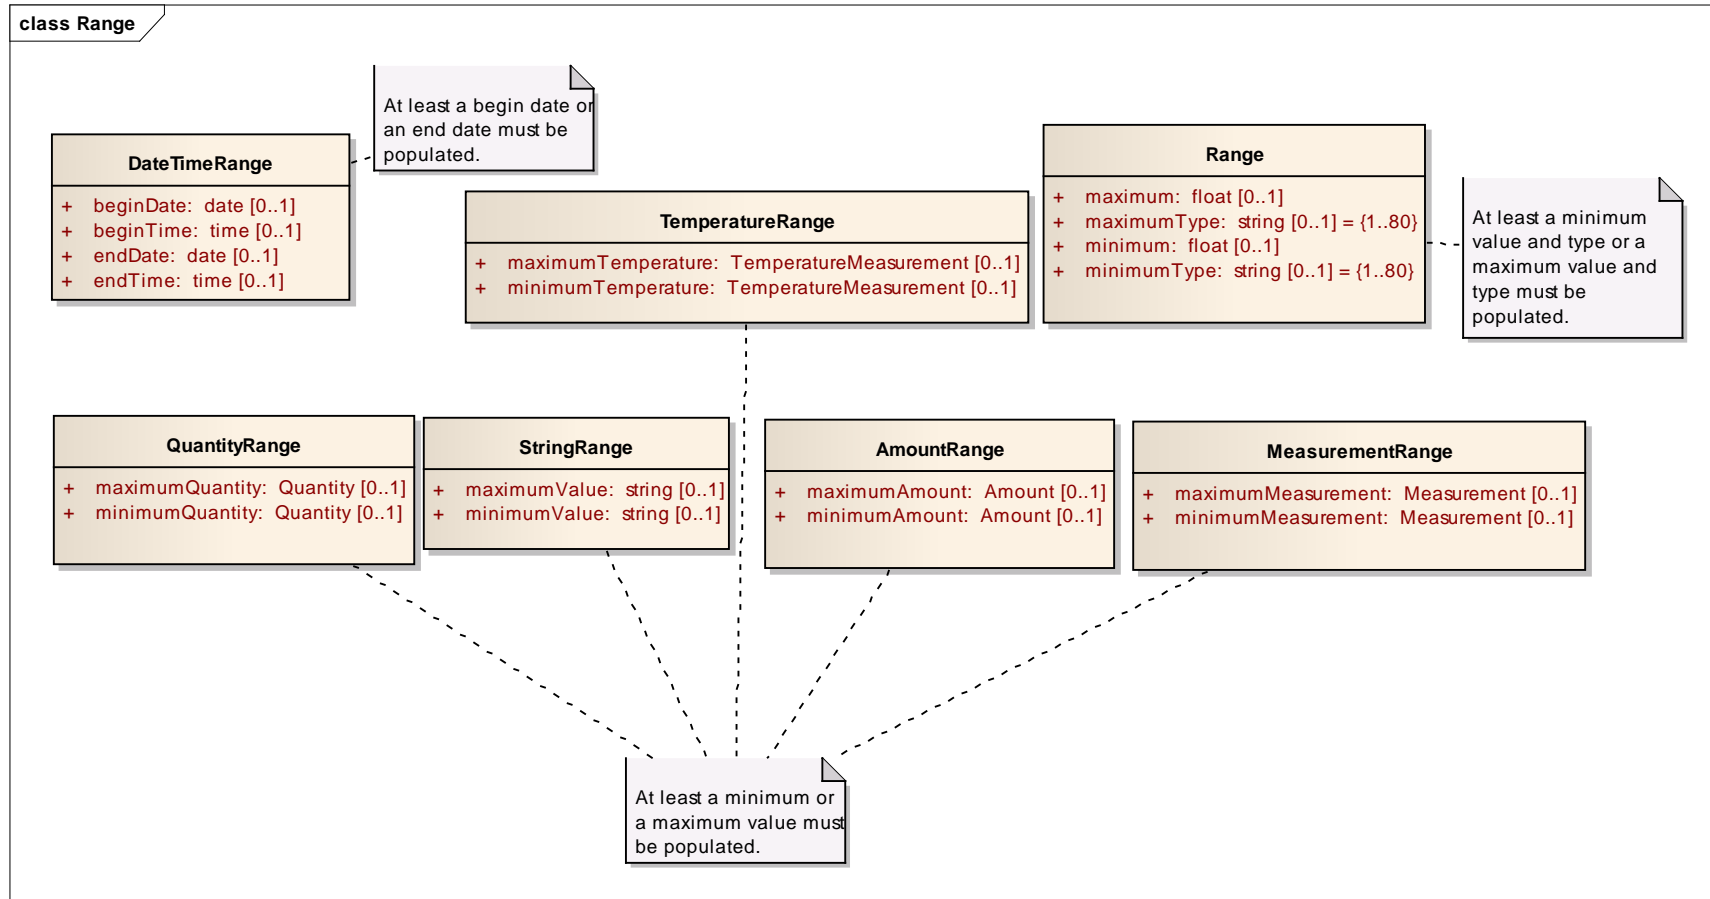 class Range
At least a begin date or
an end date must be
populated.
DateTimeRange
+ beginDate: date [0..1]
+ beginTime: time [0..1]
+ endDate: date [0..1]
+ endTime: time [0..1]
TemperatureRange
+ maximumTemperature: TemperatureMeasurement [0..1]
+ minimumTemperature: TemperatureMeasurement [0..1]
Range
+ maximum: float [0..1]
+ maximumType: string [0..1] = {1..80}
+ minimum: float [0..1]
+ minimumType: string [0..1] = {1..80}
At least a minimum
value and type or a
maximum value and
type must be
populated.
QuantityRange
+ maximumQuantity: Quantity [0..1]
+ minimumQuantity: Quantity [0..1]
StringRange
+ maximumValue: string [0..1]
+ minimumValue: string [0..1]
AmountRange
+ maximumAmount: Amount [0..1]
+ minimumAmount: Amount [0..1]
MeasurementRange
+ maximumMeasurement: Measurement [0..1]
+ minimumMeasurement: Measurement [0..1]
At least a minimum or
a maximum value must
be populated.